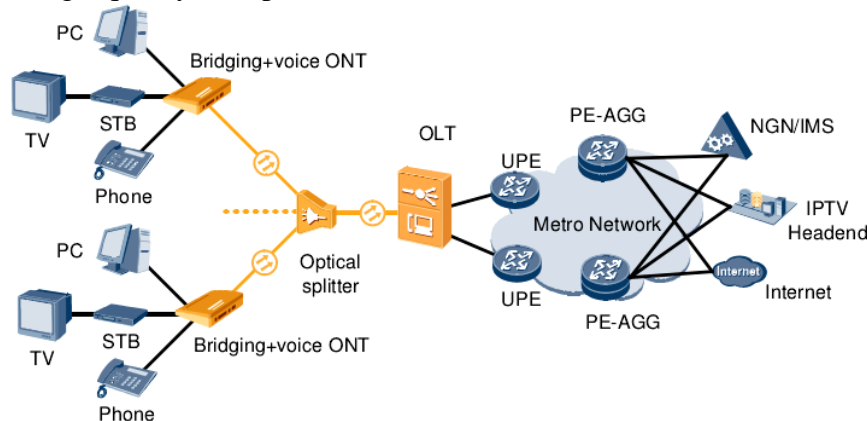 PC
Bridging+voice ONT
TV
STB
Phone
OLT
PE-AGG
NGN/IMS
UPE
Metro Network
IPTV
Headend
PC
Optical
splitter
UPE
Internet
Internet
PE-AGG
TV
STB
Bridging+voice ONT
Phone